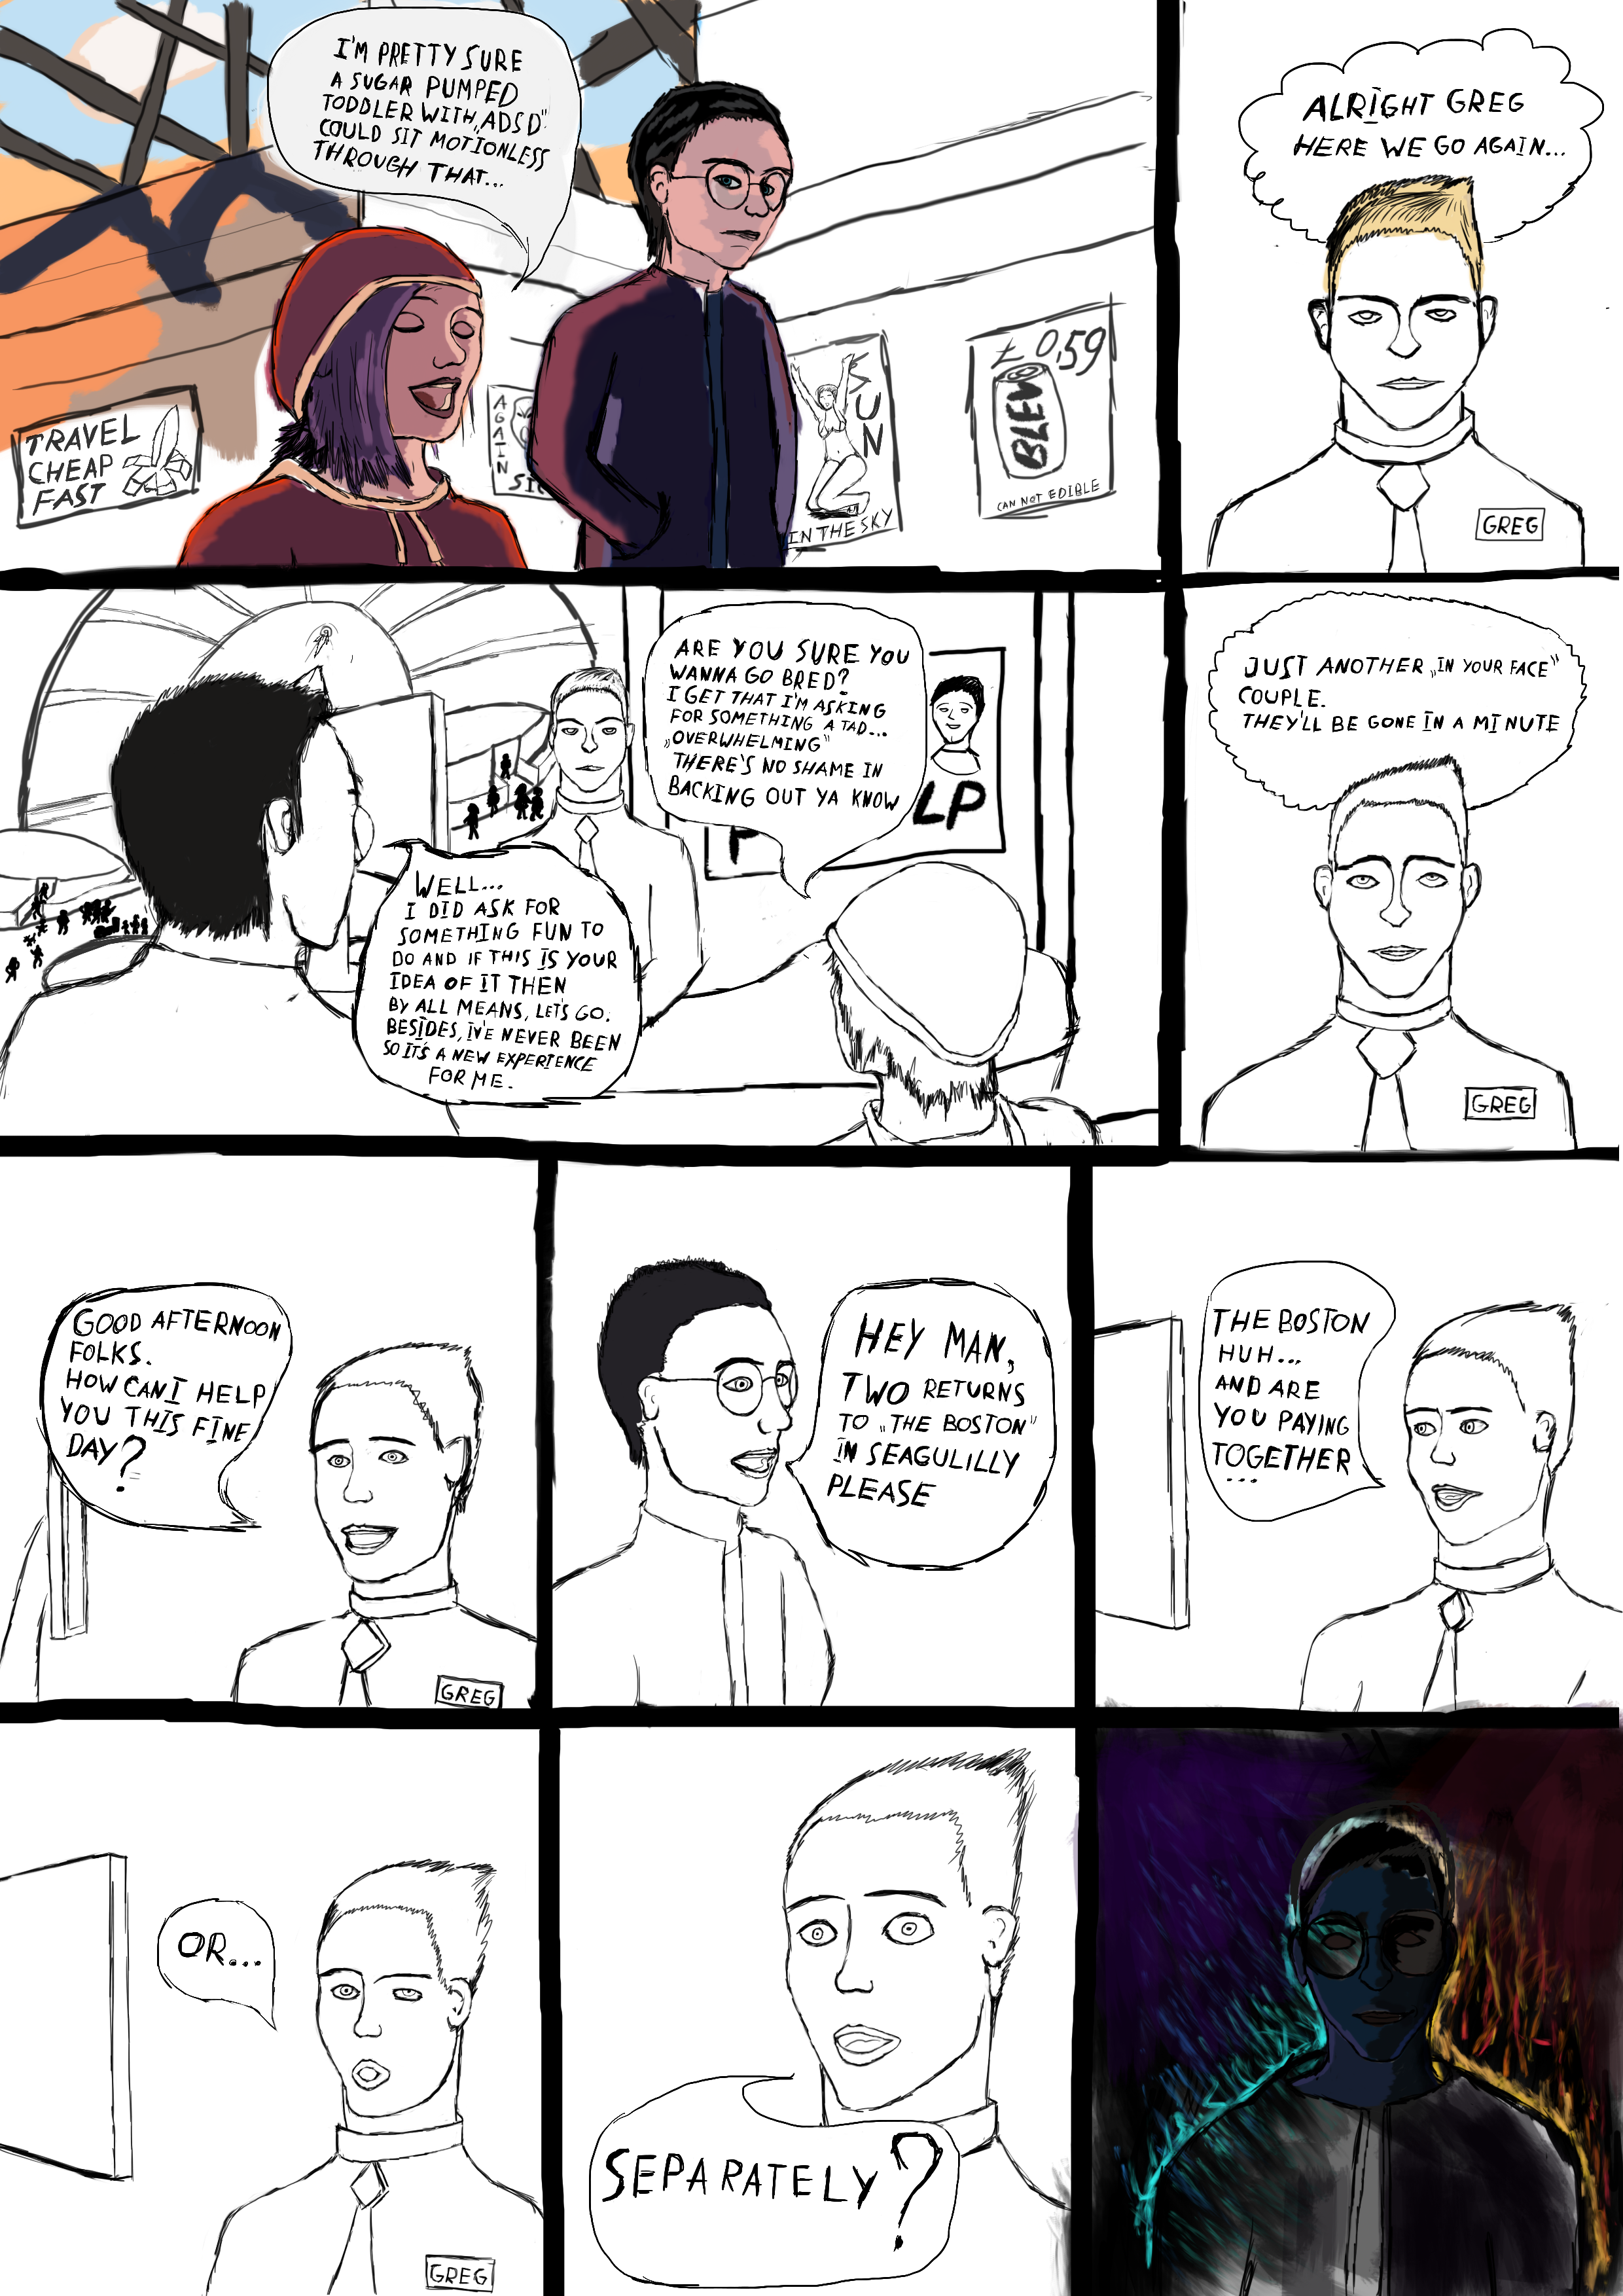 I'M PRETTY SURE
A SUGAR PUMPED
TODDLER WITH „ADSD"
COULD SIT MOTIONLESS
THROUGH THAT...
TRAVEL
CHEAP
FAST
AGAIN
SUN
IN THE SKY
£0,59
BLEW
CAN NOT EDIBLE
ALRIGHT GREG
HERE WE GO AGAIN...
GREG
ARE YOU SURE YOU
WANNA GO BRED?
I GET THAT I'M ASKING
FOR SOMETHING A TAD...
„OVERWHELMING"
THERE'S NO SHAME IN
BACKING OUT YA KNOW
LP
WELL...
I DID ASK FOR
SOMETHING FUN TO
DO AND IF THIS IS YOUR
IDEA OF IT THEN
BY ALL MEANS, LET'S GO.
BESIDES, IV'E NEVER BEEN
SO IT'S A NEW EXPERIENCE
FOR ME.
JUST ANOTHER „IN YOUR FACE"
COUPLE.
THEY'LL BE GONE IN A MINUTE
GREG
GOOD AFTERNOON
FOLKS.
HOW CAN I HELP
YOU THIS FINE
DAY?
GREG
HEY MAN,
TWO RETURNS
TO „THE BOSTON"
IN SEAGULILLY
PLEASE
THE BOSTON
HUH...
AND ARE
YOU PAYING
TOGETHER
...
OR...
GREG
SEPARATELY?